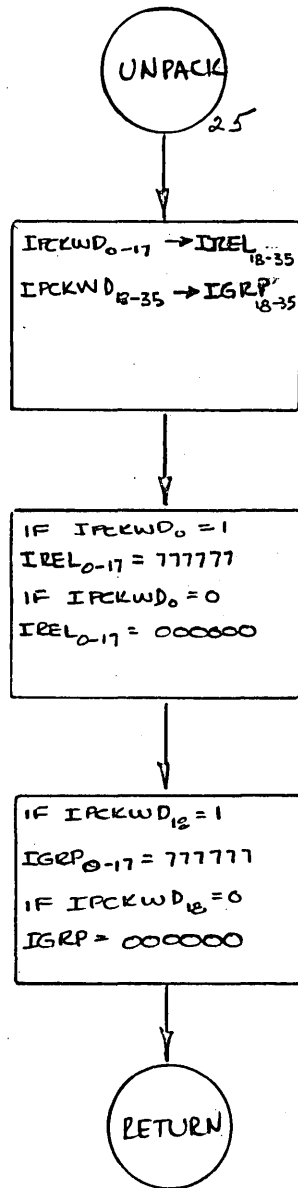 UNPACK
25
IPCKWD0-17 → IREL18-35
IPCKWD18-35 → IGRP18-35
IF IPCKWD0 = 1
IREL0-17 = 777777
IF IPCKWD0 = 0
IREL0-17 = 000000
IF IPCKWD18 = 1
IGRP0-17 = 777777
IF IPCKWD18 = 0
IGRP = 000000
RETURN